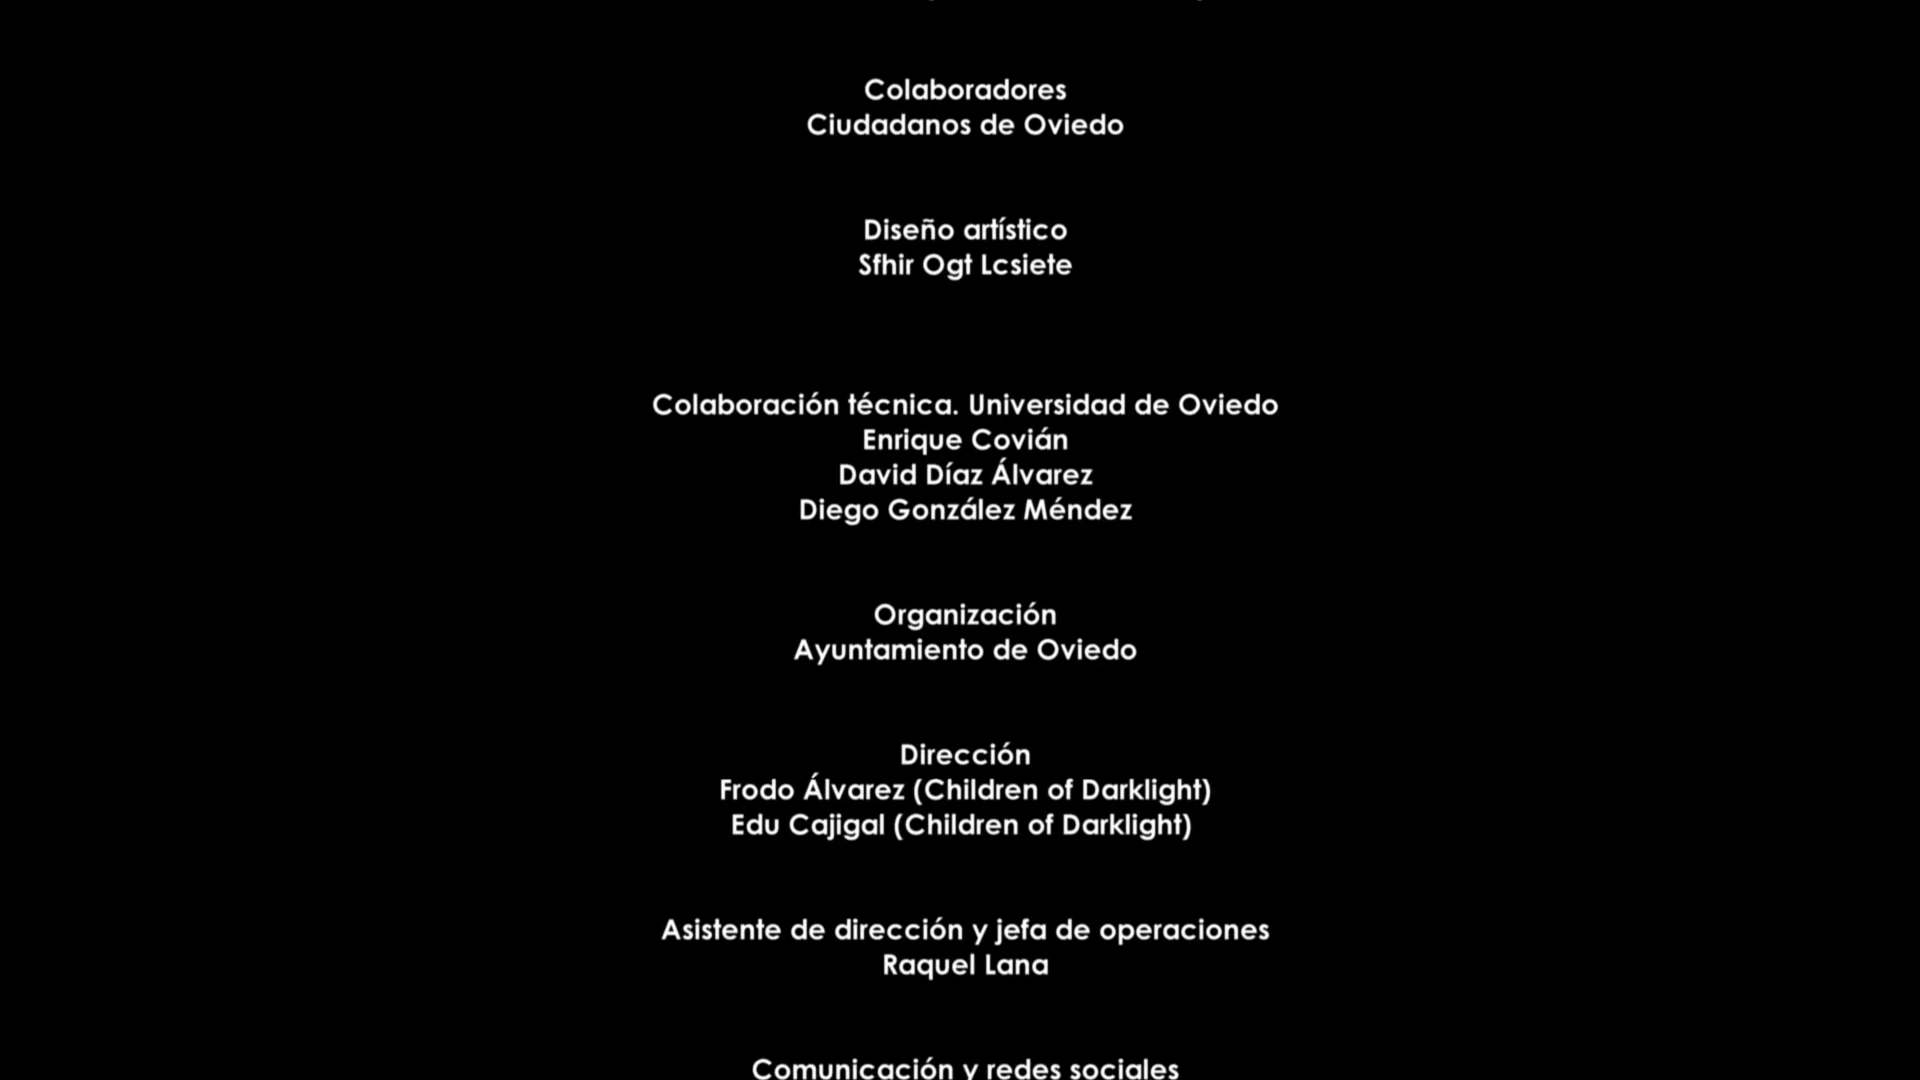 Colaboradores
Ciudadanos de Oviedo
Diseño artístico
Sfhir Ogt Lcsiete
Colaboración técnica. Universidad de Oviedo
Enrique Covián
David Díaz Álvarez
Diego González Méndez
Organización
Ayuntamiento de Oviedo
Dirección
Frodo Álvarez (Children of Darklight)
Edu Cajigal (Children of Darklight)
Asistente de dirección y jefa de operaciones
Raquel Lana
Comunicación y redes sociales